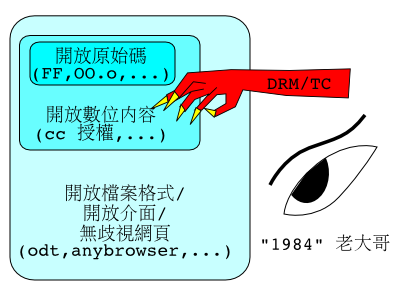 開放原始碼
(FF,OO.o,...)
DRM/TC
開放數位內容
(cc 授權,...)
開放檔案格式/
開放介面/
無歧視網頁
(odt,anybrowser,...)
"1984" 老大哥